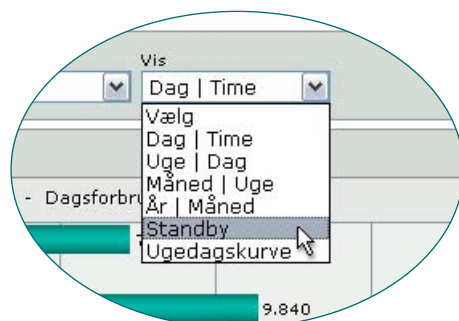 Vis
Dag | Time
Vælg
Dag | Time
Uge | Dag
Måned | Uge
- Dagsforbru
År | Måned
Standby
Ugedagskurve
9.840